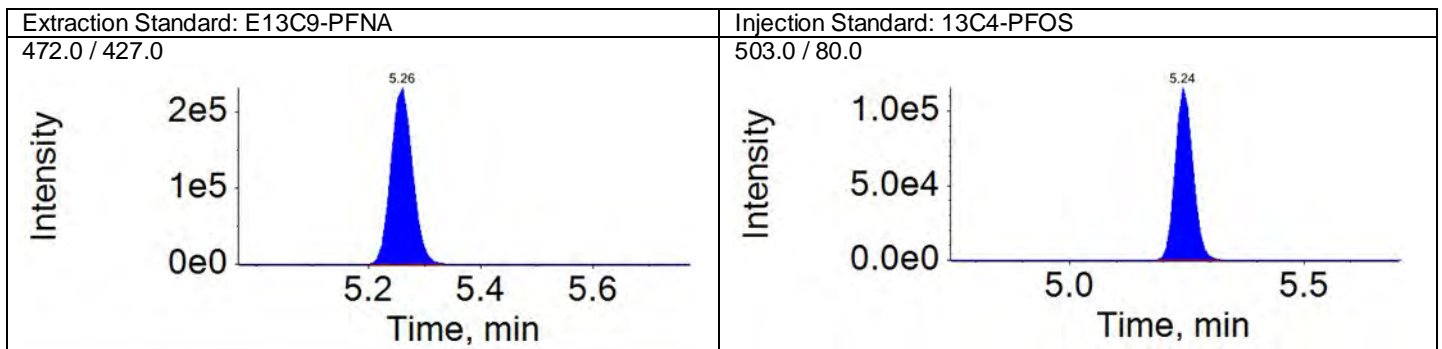 Extraction Standard: E13C9-PFNA
472.0 / 427.0
5.26
Intensity
2e5
1e5
0e0
5.2 5.4 5.6
Time, min
Injection Standard: 13C4-PFOS
503.0 / 80.0
5.24
Intensity
1.0e5
5.0e4
0.0e0
5.0 5.5
Time, min